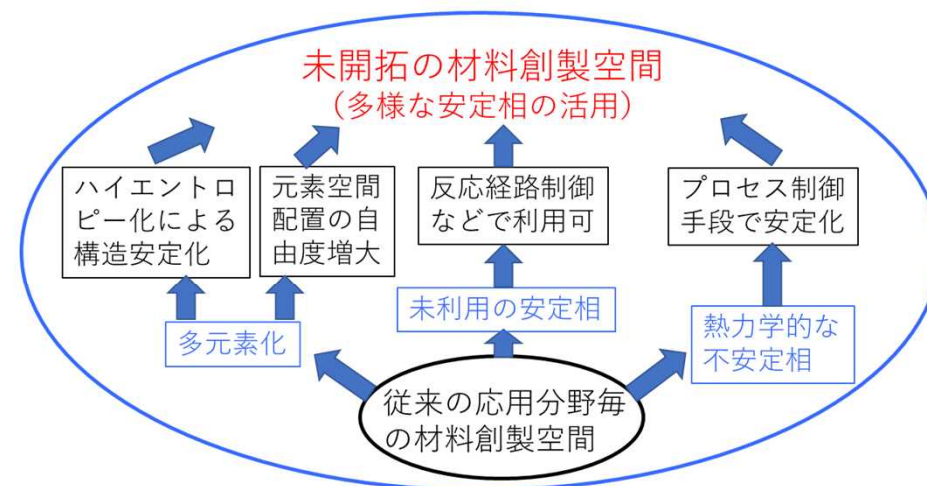 未開拓の材料創製空間
（多様な安定相の活用）
ハイエントロ
ピー化による
構造安定化
元素空間
配置の自
由度増大
反応経路制御
などで利用可
プロセス制御
手段で安定化
多元素化
未利用の安定相
熱力学的な
不安定相
従来の応用分野毎
の材料創製空間